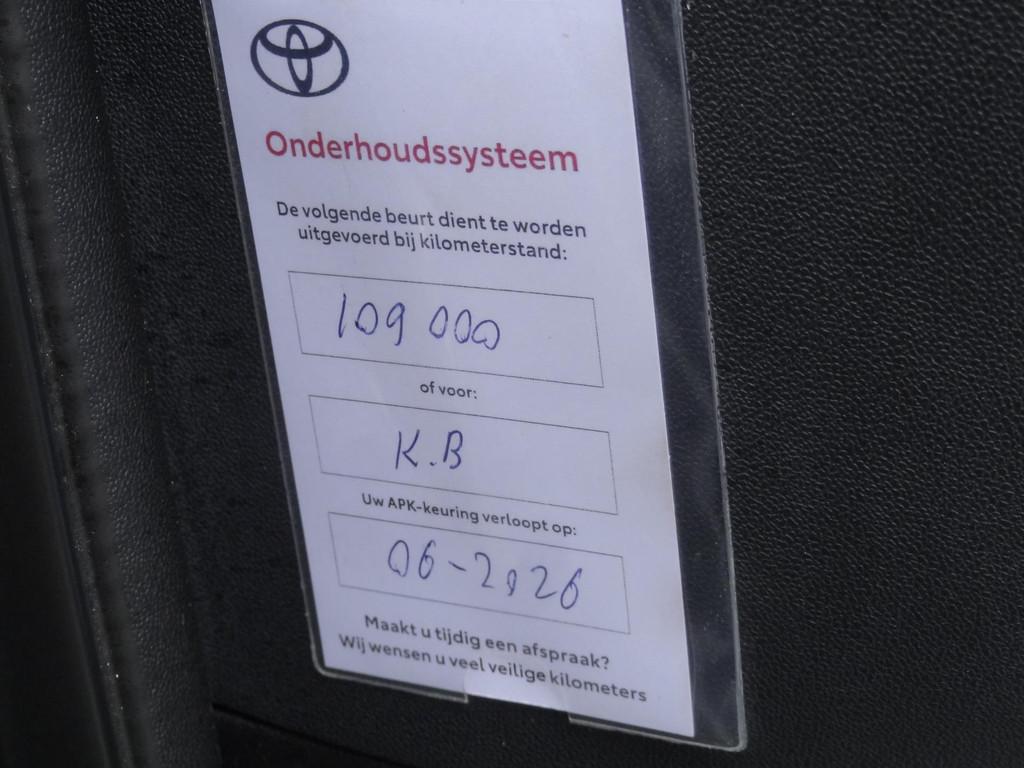 Onderhoudssysteem
De volgende beurt dient te worden
uitgevoerd bij kilometerstand:
109 000
of voor:
K.B
Uw APK-keuring verloopt op:
06-2026
Maakt u tijdig een afspraak?
Wij wensen u veel veilige kilometers